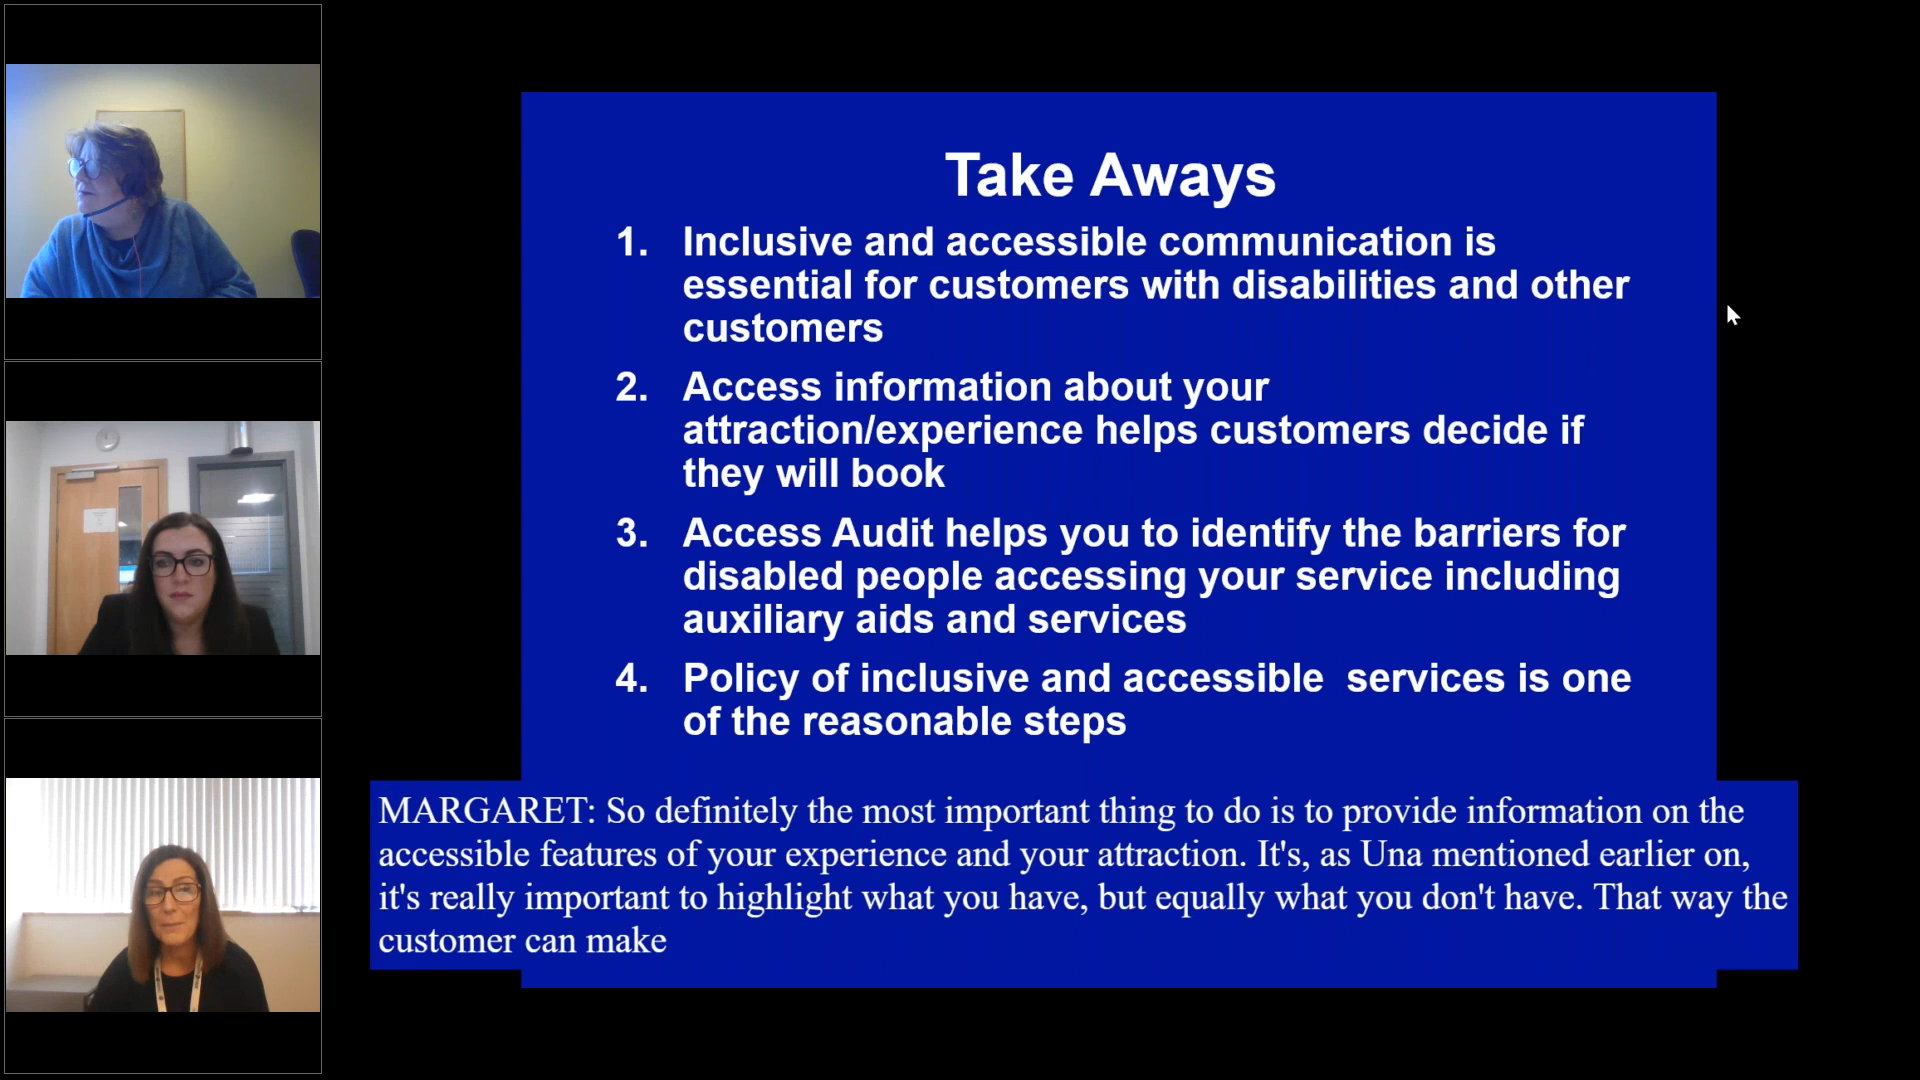 Take Aways
1. Inclusive and accessible communication is
essential for customers with disabilities and other
customers
2. Access information about your
attraction/experience helps customers decide if
they will book
3. Access Audit helps you to identify the barriers for
disabled people accessing your service including
auxiliary aids and services
4. Policy of inclusive and accessible  services is one
of the reasonable steps
MARGARET: So definitely the most important thing to do is to provide information on the
accessible features of your experience and your attraction. It's, as Una mentioned earlier on,
it's really important to highlight what you have, but equally what you don't have. That way the
customer can make